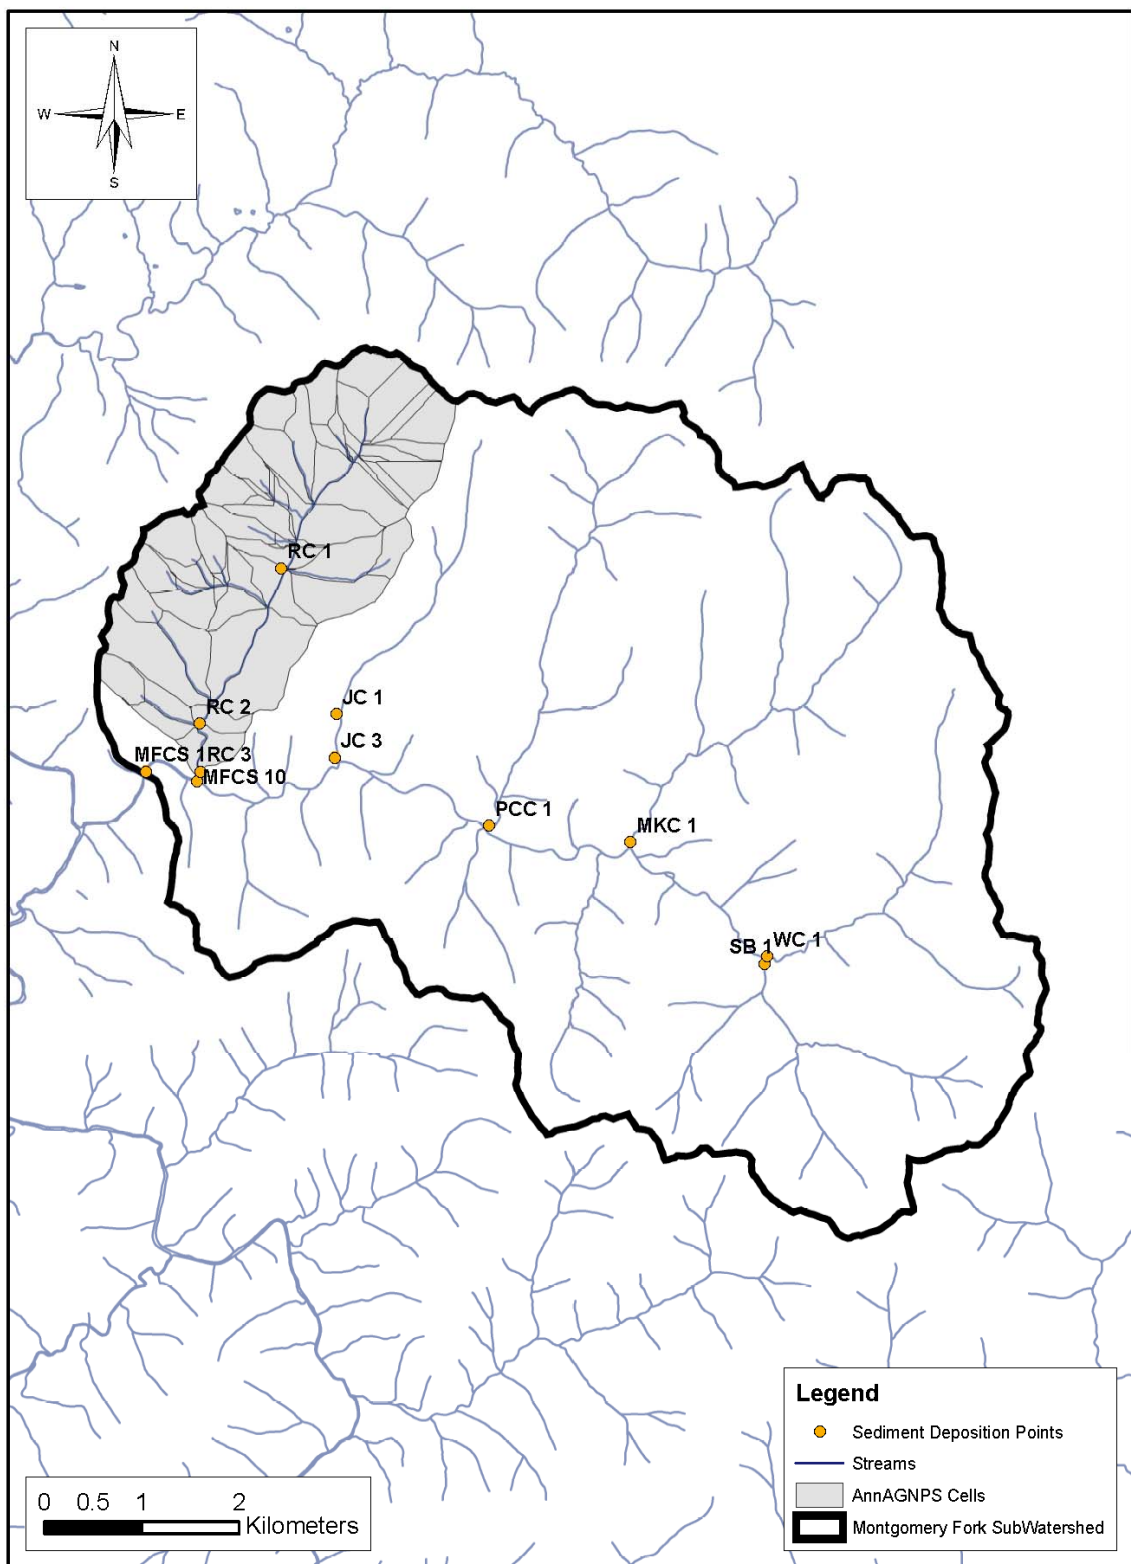 N
W E
S
RC 1
RC 2
JC 1
JC 3
MFCS 1 RC 3
MFCS 10
PCC 1
MKC 1
SB 1 WC 1
Legend
Sediment Deposition Points
Streams
AnnAGNPS Cells
Montgomery Fork SubWatershed
0 0.5 1 2
Kilometers